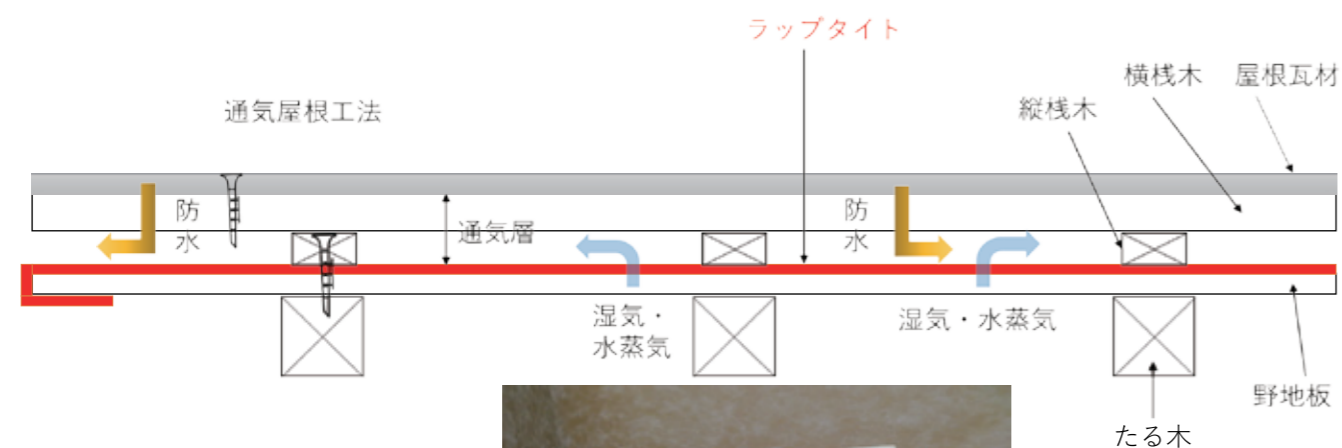 ラップタイト
横桟木
屋根瓦材
縦桟木
通気屋根工法
防
水
通気層
防
水
湿気・
水蒸気
湿気・水蒸気
野地板
たる木